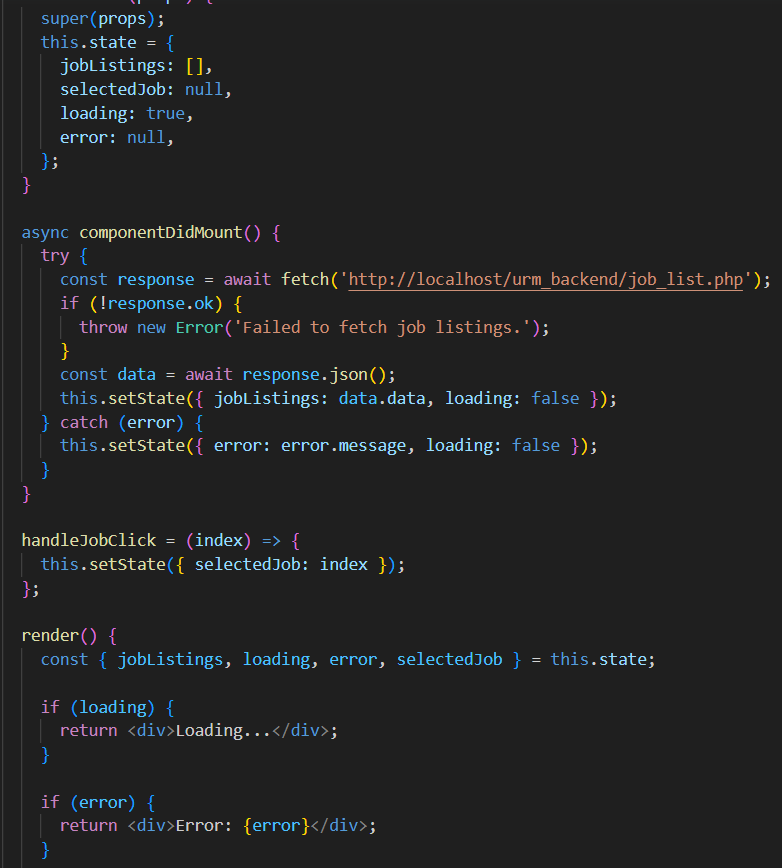 super(props);
this.state = {
jobListings: [],
selectedJob: null,
loading: true,
error: null,
};
}
async componentDidMount() {
try {
const response = await fetch('http://localhost/urm_backend/job_list.php');
if (!response.ok) {
throw new Error('Failed to fetch job listings.');
}
const data = await response.json();
this.setState({ jobListings: data.data, loading: false });
} catch (error) {
this.setState({ error: error.message, loading: false });
}
}
handleJobClick = (index) => {
this.setState({ selectedJob: index });
};
render() {
const { jobListings, loading, error, selectedJob } = this.state;
if (loading) {
return <div>Loading...</div>;
}
if (error) {
return <div>Error: {error}</div>;
}